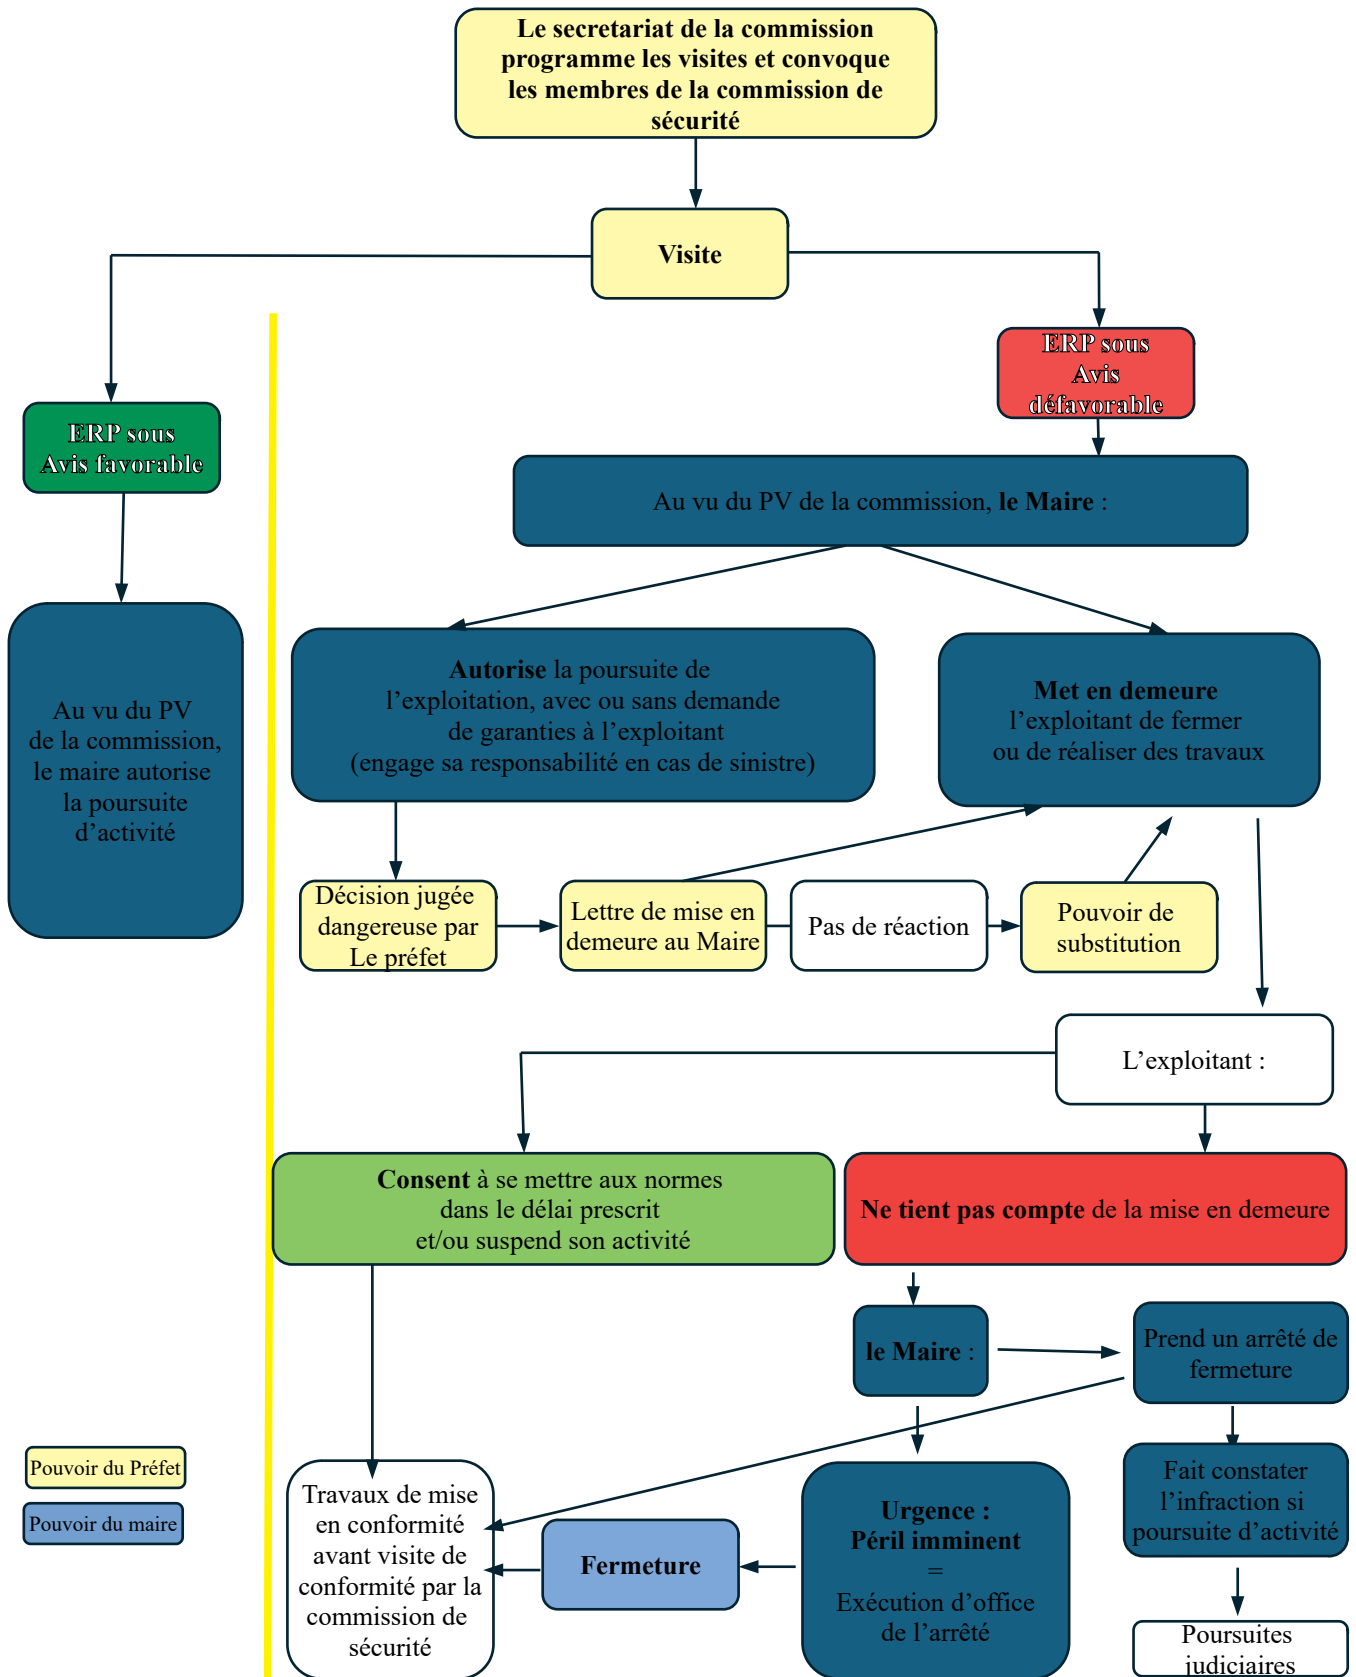 Le secretariat de la commission
programme les visites et convoque
les membres de la commission de
sécurité
Visite
ERP sous
Avis
défavorable
ERP sous
Avis favorable
Au vu du PV de la commission, le Maire :
Au vu du PV
de la commission,
le maire autorise
la poursuite
d’activité
Autorise la poursuite de
l’exploitation, avec ou sans demande
de garanties à l’exploitant
(engage sa responsabilité en cas de sinistre)
Met en demeure
l’exploitant de fermer
ou de réaliser des travaux
Décision jugée
dangereuse par
Le préfet
Lettre de mise en
demeure au Maire
Pas de réaction
Pouvoir de
substitution
L’exploitant :
Consent à se mettre aux normes
dans le délai prescrit
et/ou suspend son activité
Ne tient pas compte de la mise en demeure
le Maire :
Prend un arrêté de
fermeture
Pouvoir du Préfet
Pouvoir du maire
Travaux de mise
en conformité
avant visite de
conformité par la
commission de
sécurité
Fermeture
Urgence :
Péril imminent
=
Exécution d’office
de l’arrêté
Fait constater
l’infraction si
poursuite d’activité
Poursuites
judiciaires